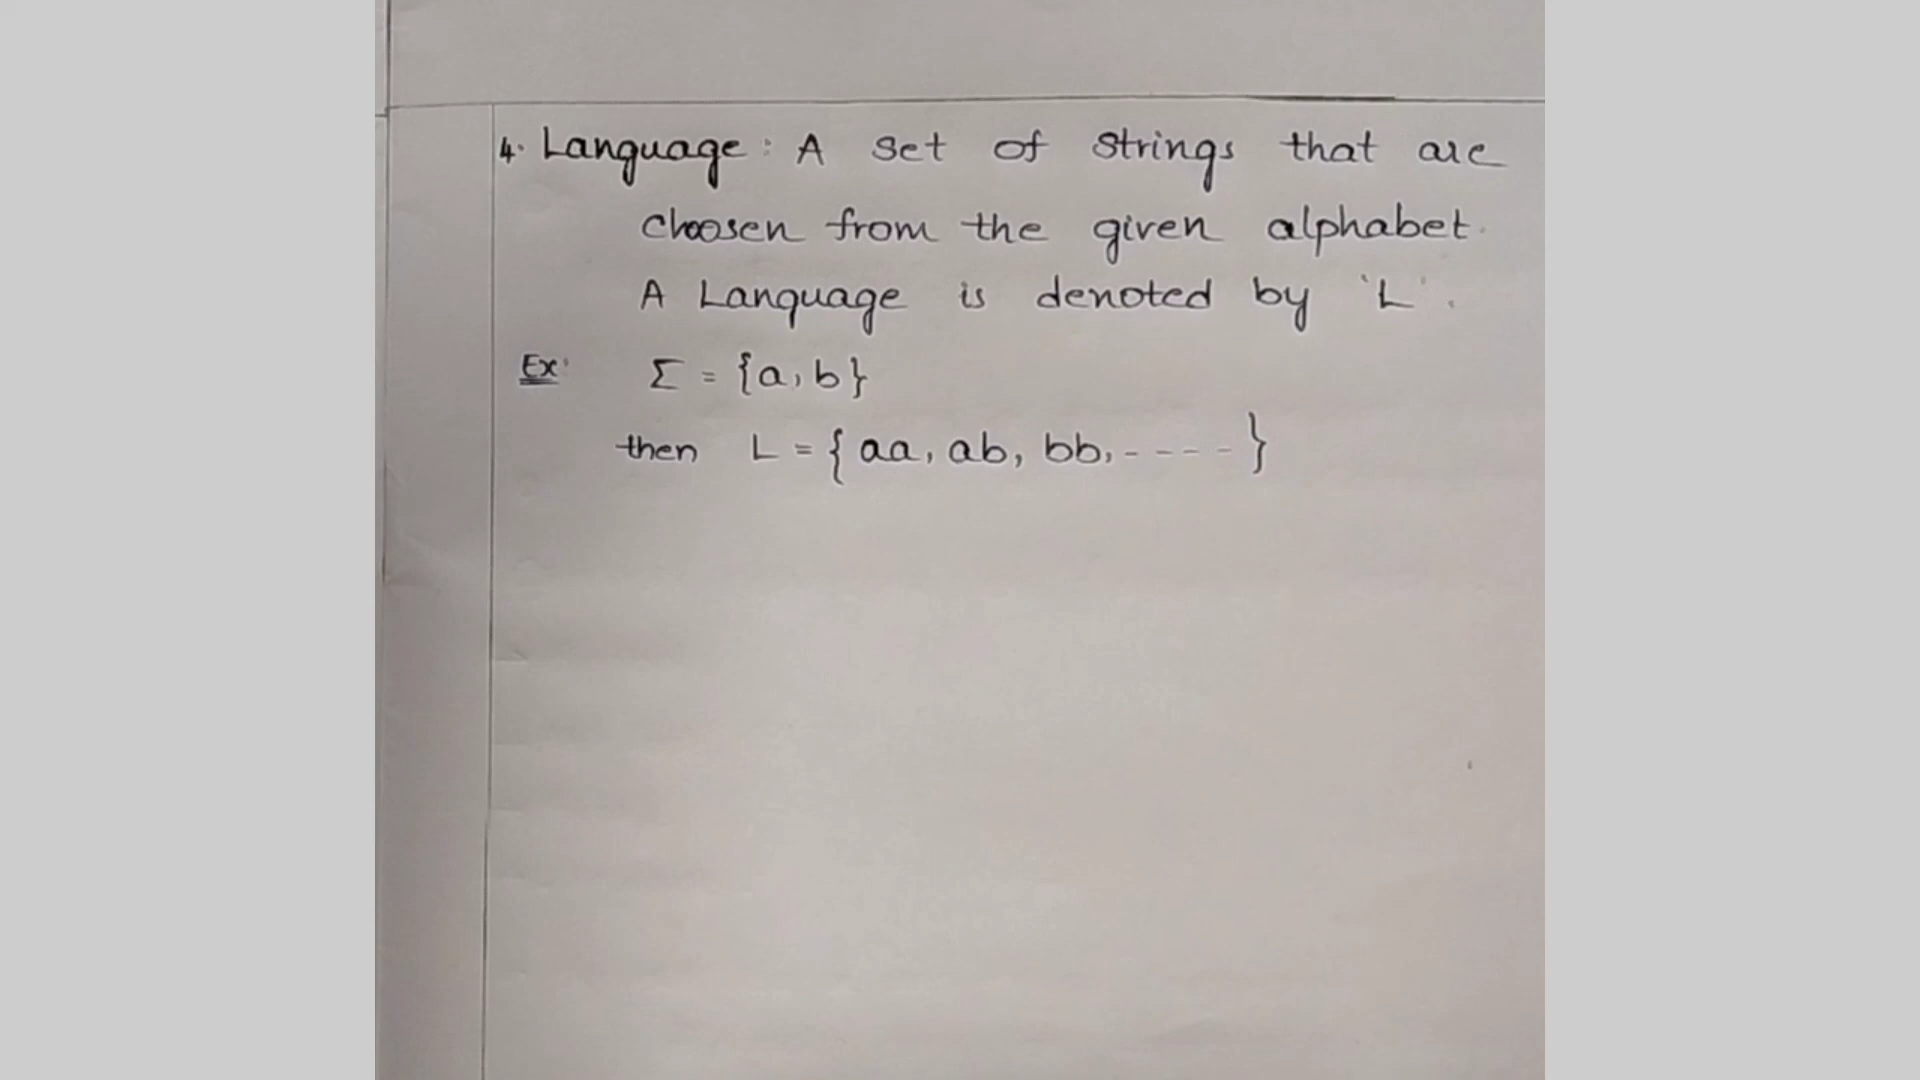 4. Language: A set of strings that are
choosen from the given alphabet.
A Language is denoted by 'L'.
Ex: Σ = {a, b}
then L = { aa, ab, bb, ----- }